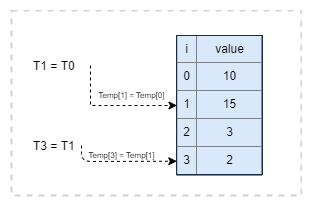 i value
T1 = T0
0 10
Temp[1] = Temp[0]
1 15
2 3
T3 = T1
Temp[3] = Temp[1]
3 2